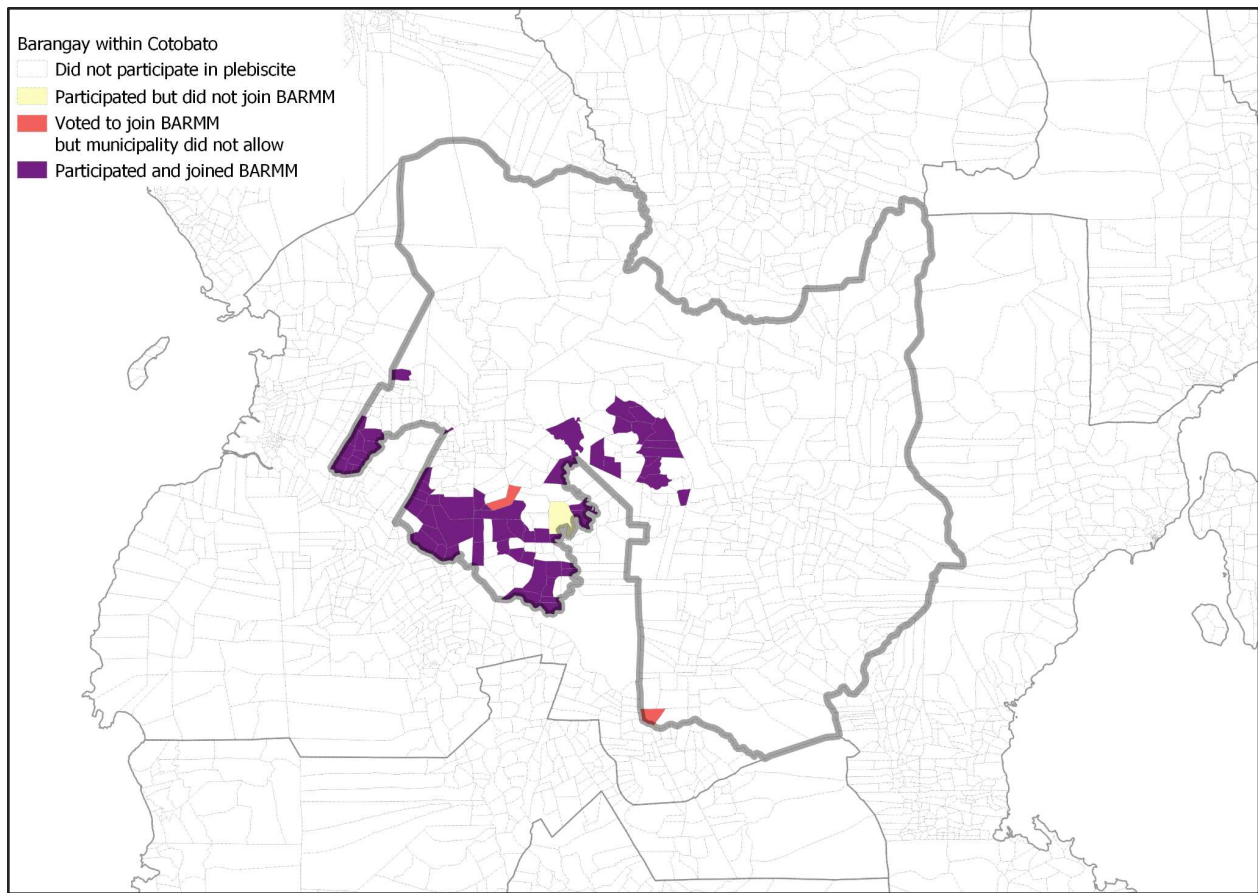 Barangay within Cotobato
Did not participate in plebiscite
Participated but did not join BARMM
Voted to join BARMM
but municipality did not allow
Participated and joined BARMM